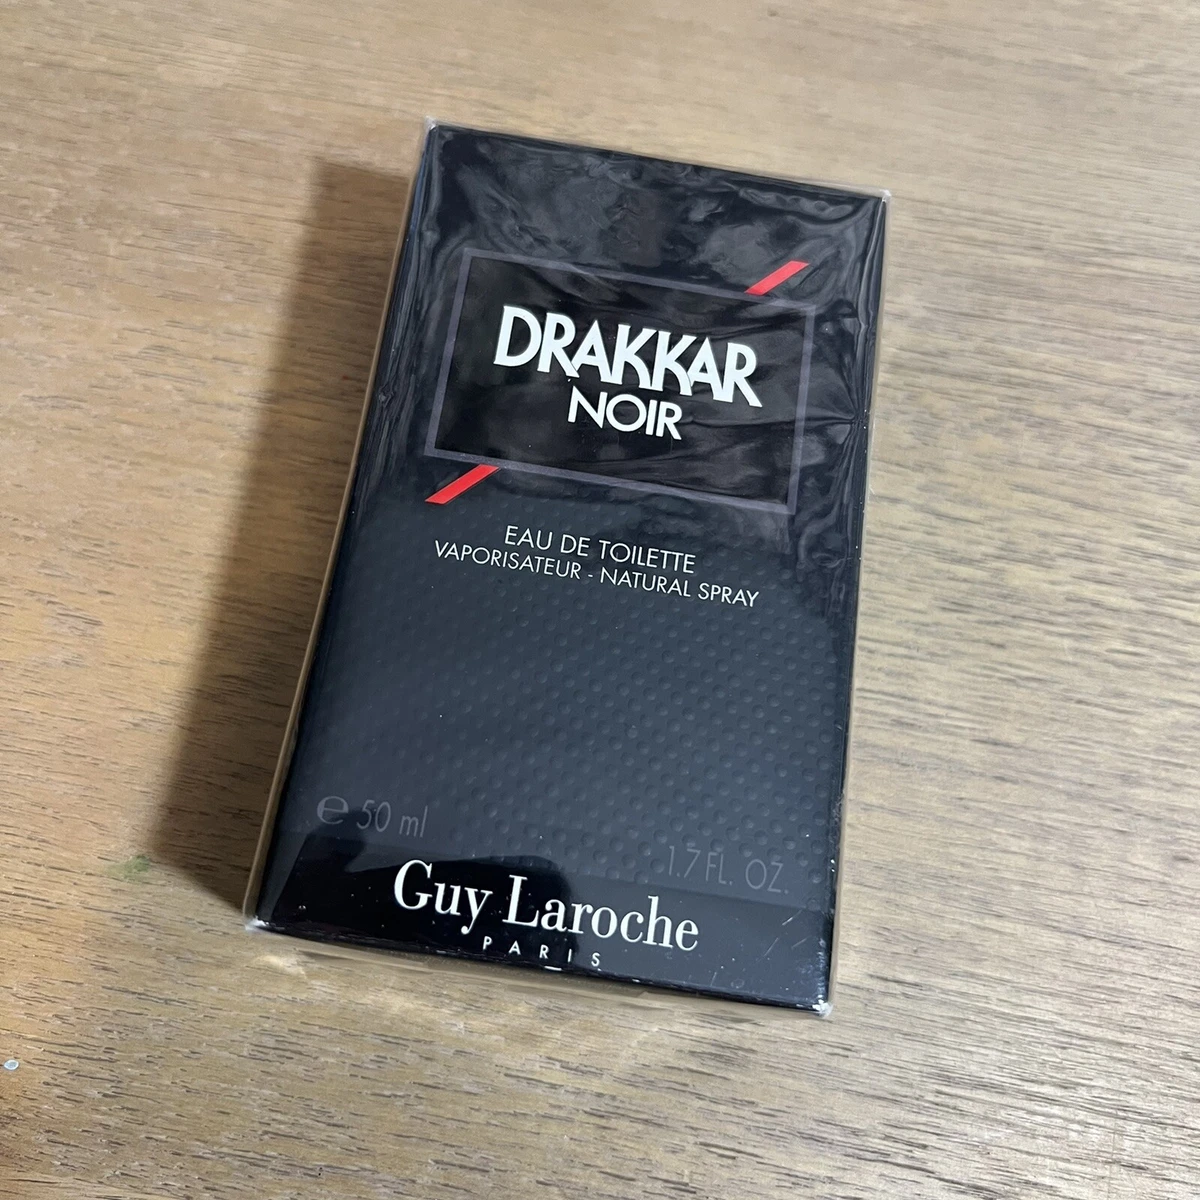 DRAKKAR
NOIR
EAU DE TOILETTE
VAPORISATEUR - NATURAL SPRAY
℮ 50 ml
1.7 FL. OZ.
Guy Laroche
PARIS